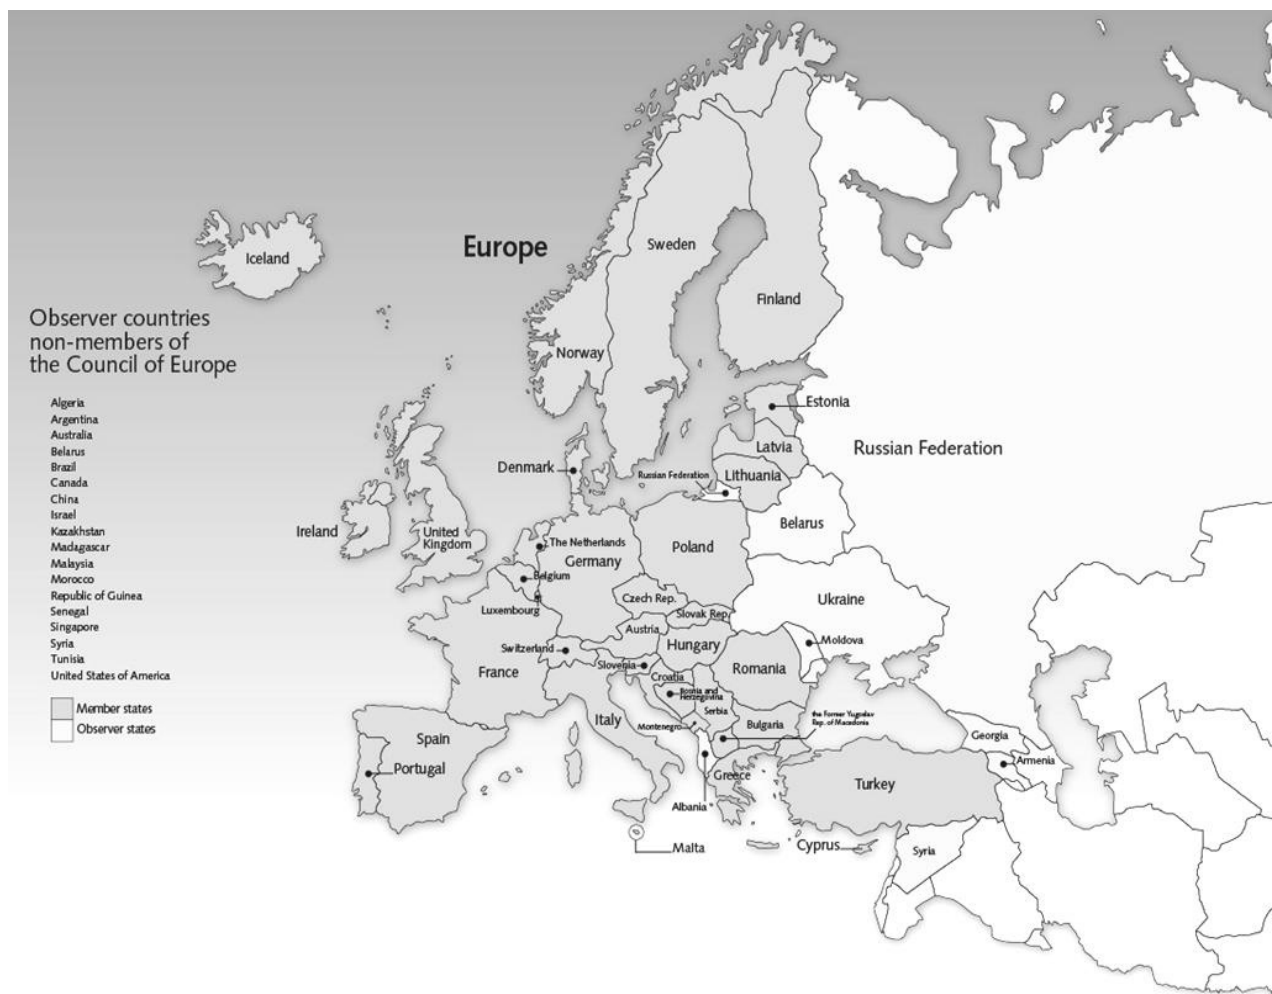 Europe
Observer countries
non-members of
the Council of Europe
Algeria
Argentina
Australia
Belarus
Brazil
Canada
China
Israel
Kazakhstan
Madagascar
Malaysia
Morocco
Republic of Guinea
Senegal
Singapore
Syria
Tunisia
United States of America
Member states
Observer states
Iceland
Sweden
Finland
Norway
Estonia
Russian Federation
Latvia
Denmark
Russian Federation
Lithuania
Belarus
Ireland
United
Kingdom
The Netherlands
Germany
Poland
Belgium
Luxembourg
Czech Rep.
Slovak Rep.
Ukraine
Austria
Hungary
Moldova
Switzerland
Slovenia
France
Croatia
Romania
Bosnia and
Herzegovina
Serbia
Italy
Montenegro
Bulgaria
the Former Yugoslav
Rep. of Macedonia
Georgia
Spain
Portugal
Armenia
Greece
Turkey
Albania
Malta
Cyprus
Syria